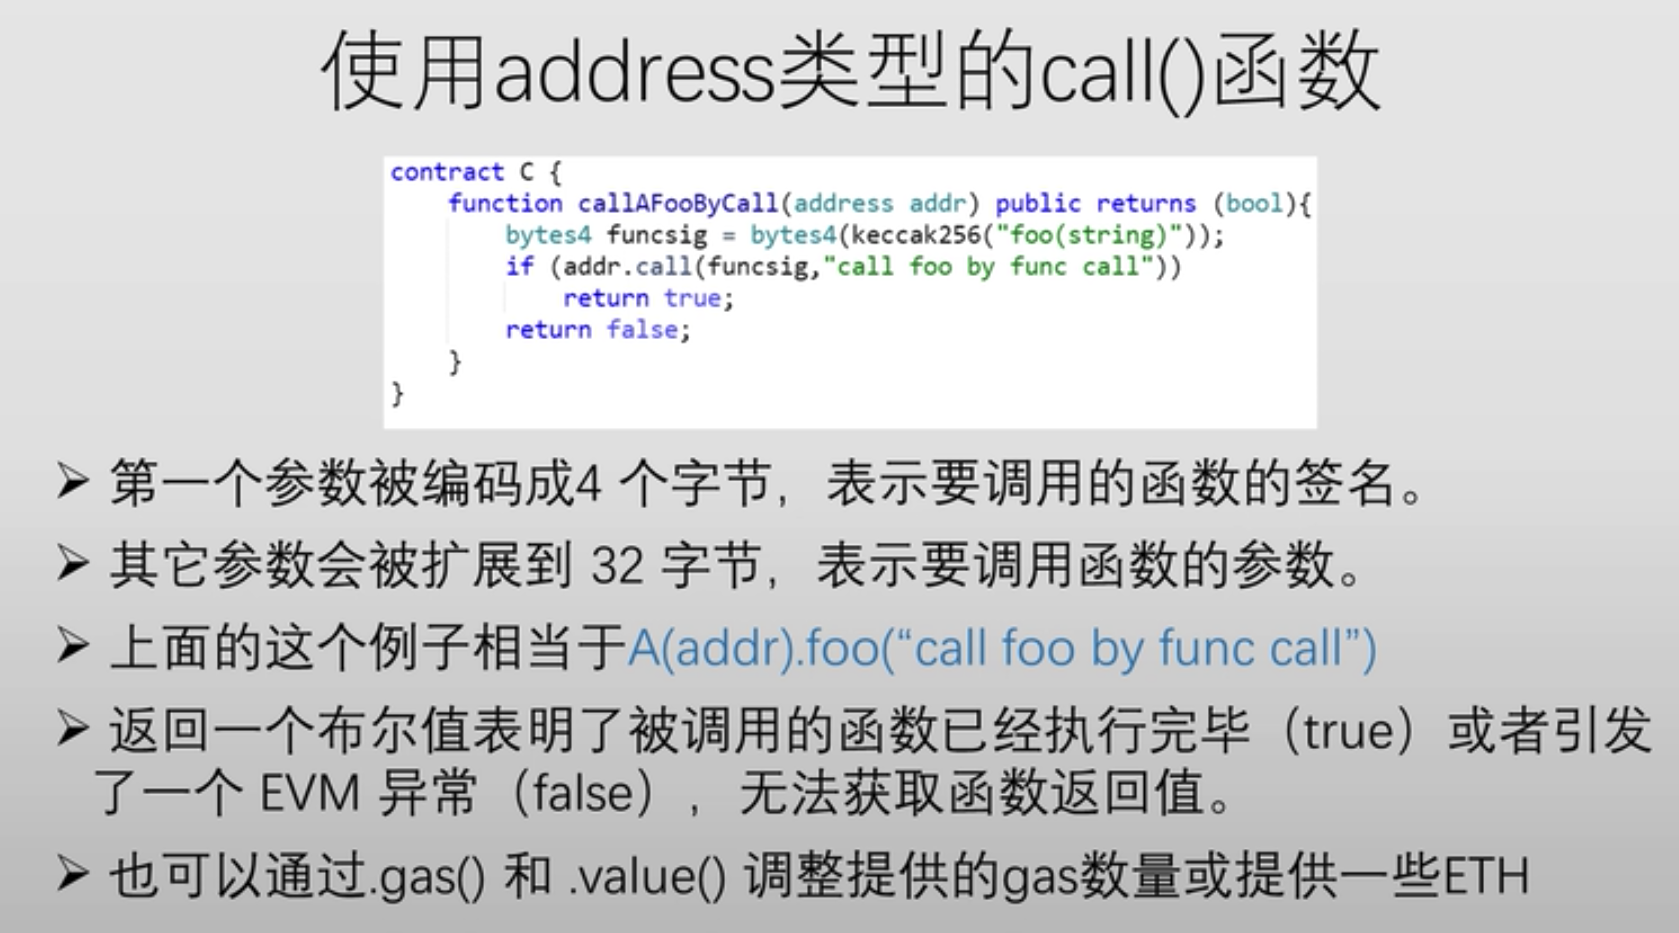 使用address类型的call()函数
contract C {
function callAFooByCall(address addr) public returns (bool){
bytes4 funcsig = bytes4(keccak256("foo(string)"));
if (addr.call(funcsig,"call foo by func call"))
return true;
return false;
}
}
➢ 第一个参数被编码成4 个字节，表示要调用的函数的签名。
➢ 其它参数会被扩展到 32 字节，表示要调用函数的参数。
➢ 上面的这个例子相当于A(addr).foo(“call foo by func call”)
➢ 返回一个布尔值表明了被调用的函数已经执行完毕（true）或者引发
了一个 EVM 异常（false），无法获取函数返回值。
➢ 也可以通过.gas() 和 .value() 调整提供的gas数量或提供一些ETH